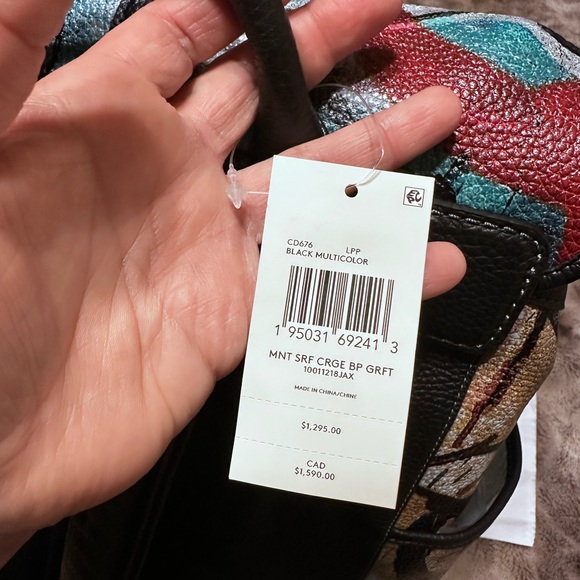 CD676 LPP
BLACK MULTICOLOR
1 95031 69241 3
MNT SRF CRGE BP GRFT
10011218JAX
MADE IN CHINA/CHINE
$1,295.00
CAD
$1,590.00